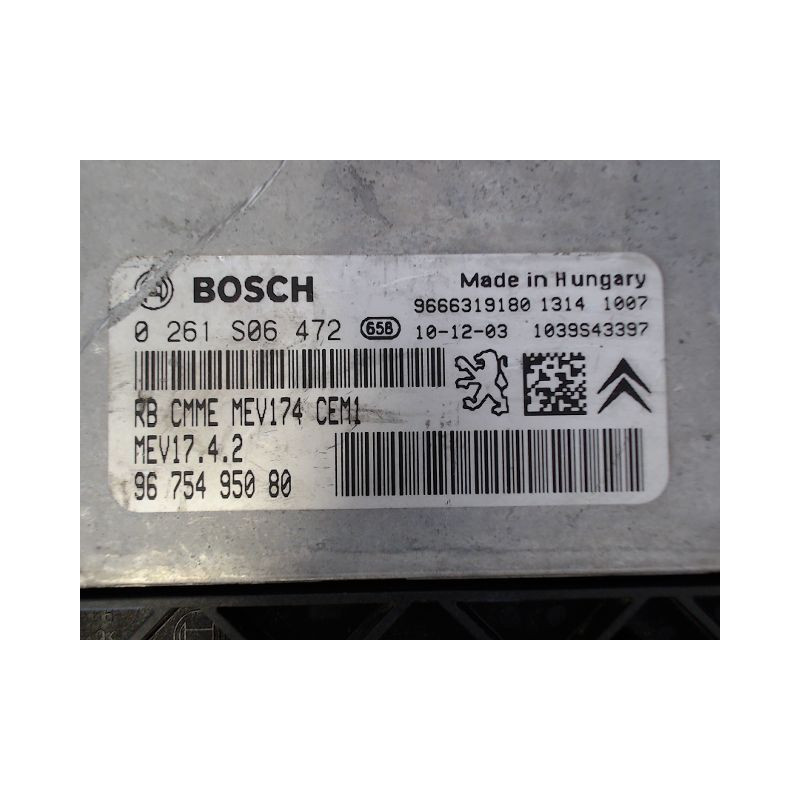 BOSCH
Made in Hungary
9666319180 1314 1007
0 261 S06 472 658 10-12-03 1039S43397
RB CMME MEV174 CEM1
MEV17.4.2
96 754 950 80